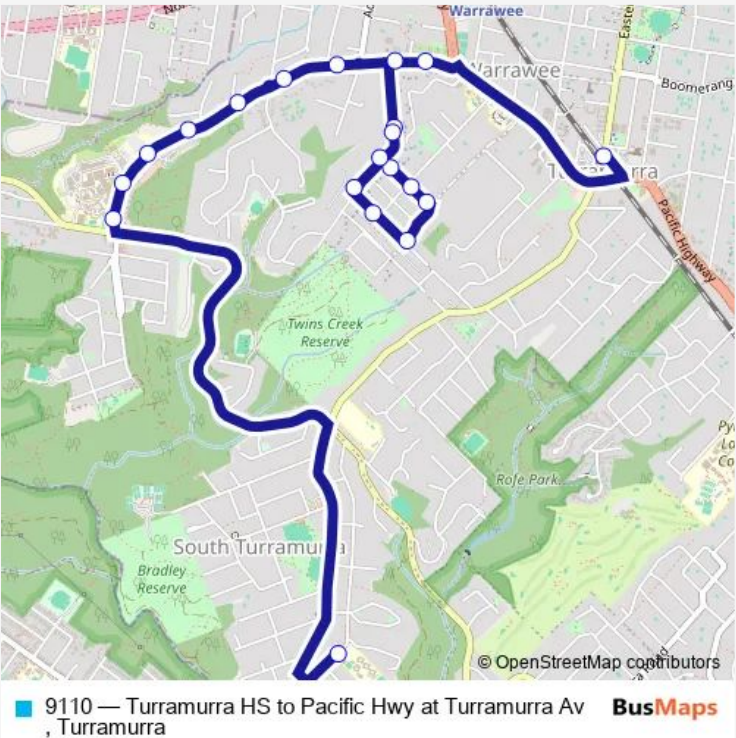 Warrawee
Easte
Warrawee
Boomerang
Turramurra
Pacific Highway
Twins Creek
Reserve
Rofe Park
South Turramurra
Bradley
Reserve
© OpenStreetMap contributors
9110 — Turramurra HS to Pacific Hwy at Turramurra Av
, Turramurra
BusMaps